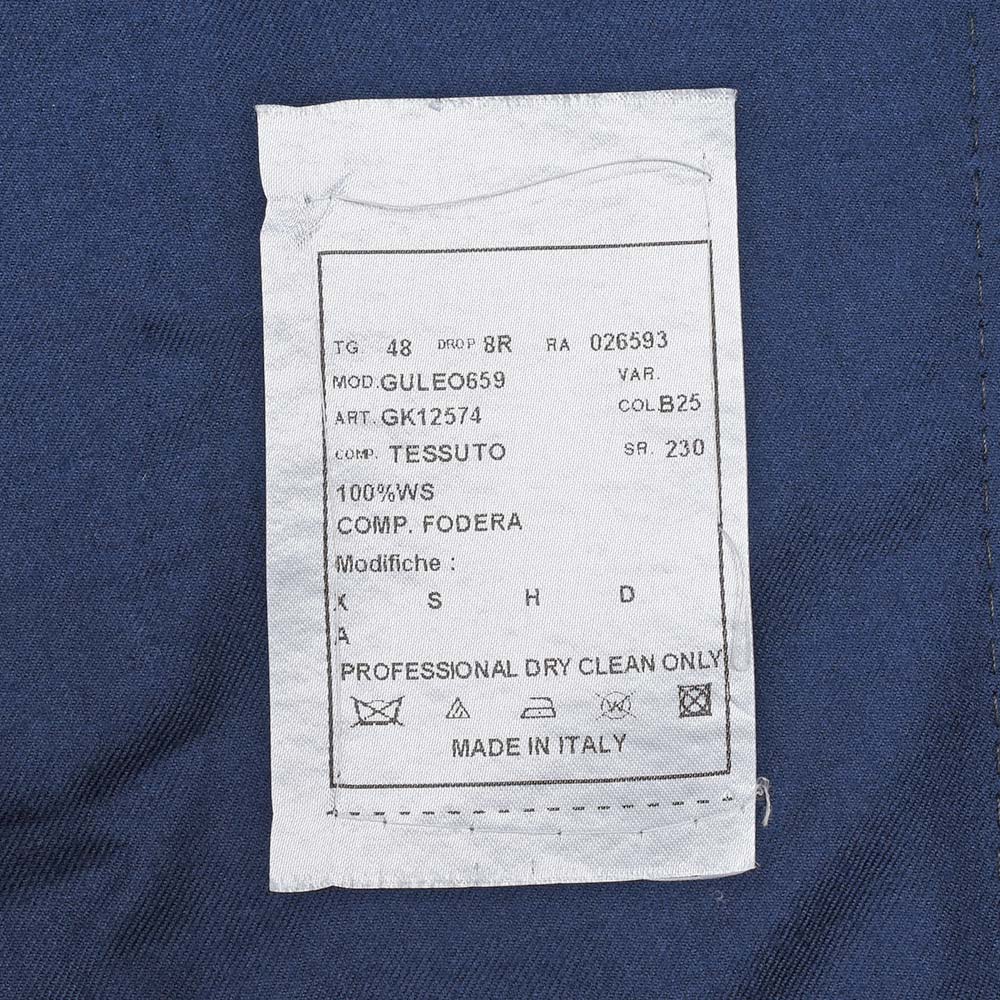 TG 48 DROP 8R RA 026593
MOD. GULEO659 VAR.
ART. GK12574 COL B25
COMP. TESSUTO SR. 230
100%WS
COMP. FODERA
Modifiche :
X S H D
A
PROFESSIONAL DRY CLEAN ONLY
W
MADE IN ITALY